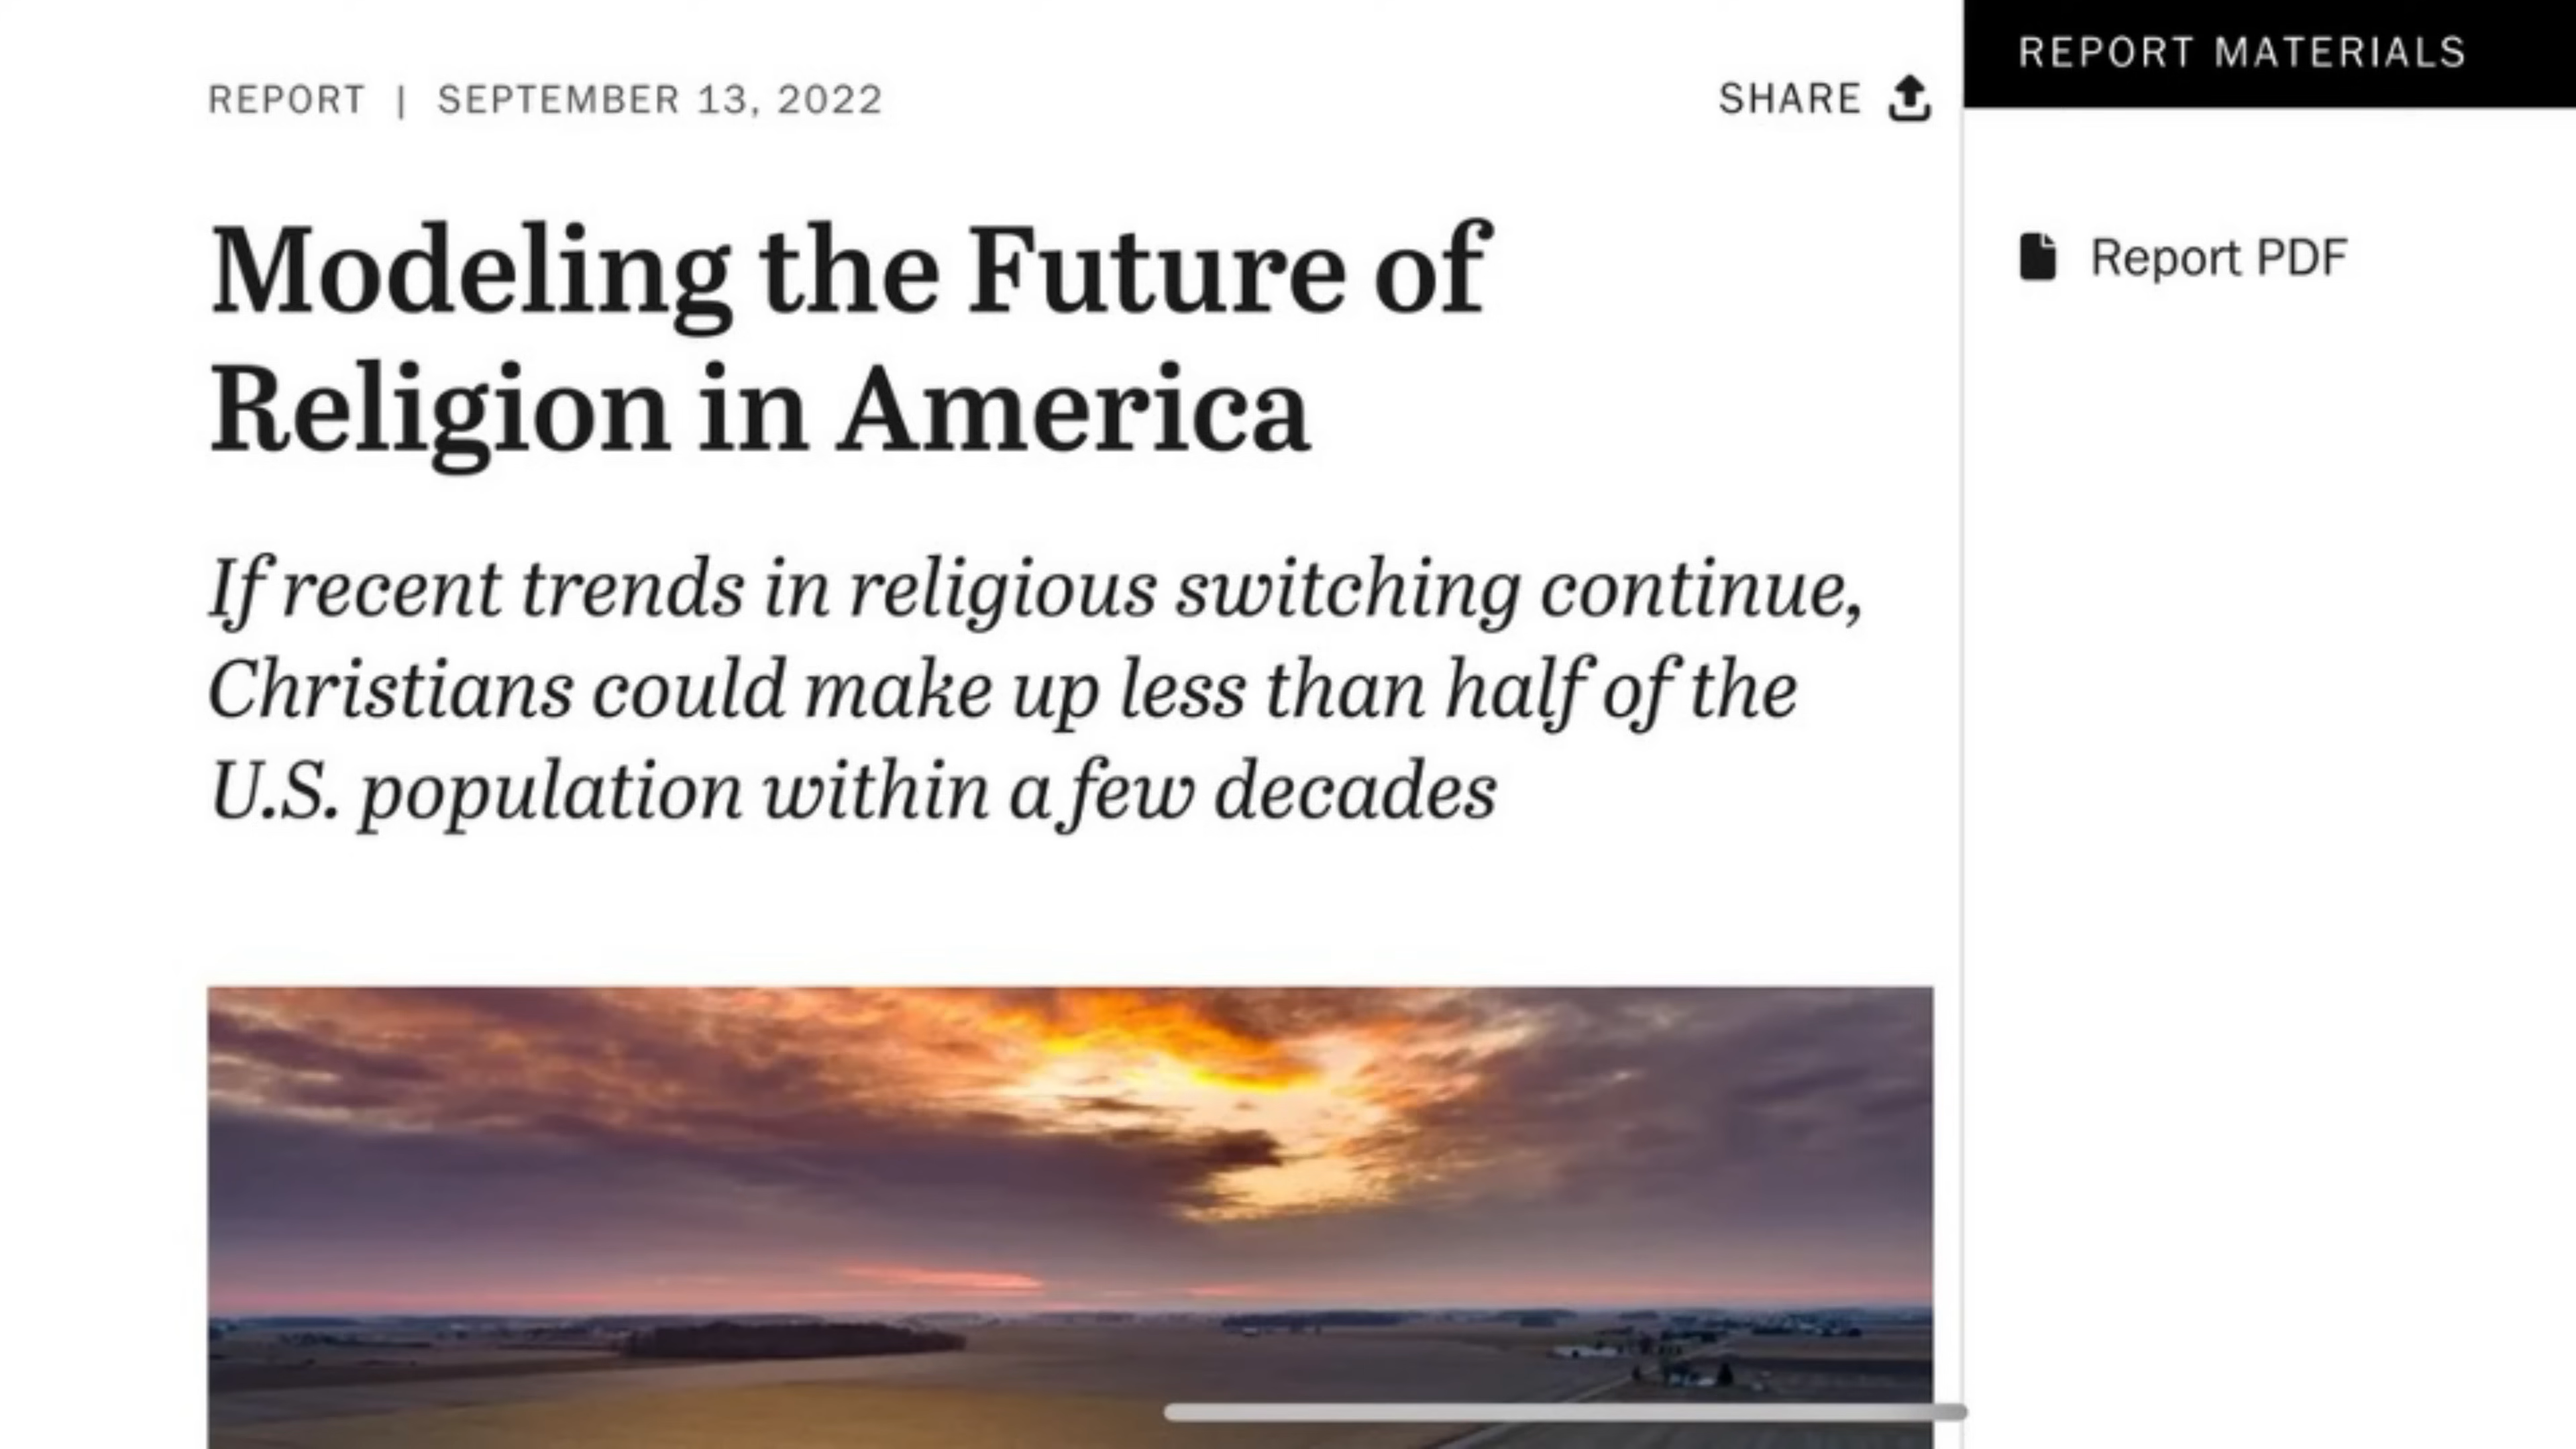 REPORT | SEPTEMBER 13, 2022
SHARE
Modeling the Future of
Religion in America
If recent trends in religious switching continue,
Christians could make up less than half of the
U.S. population within a few decades
REPORT MATERIALS
Report PDF